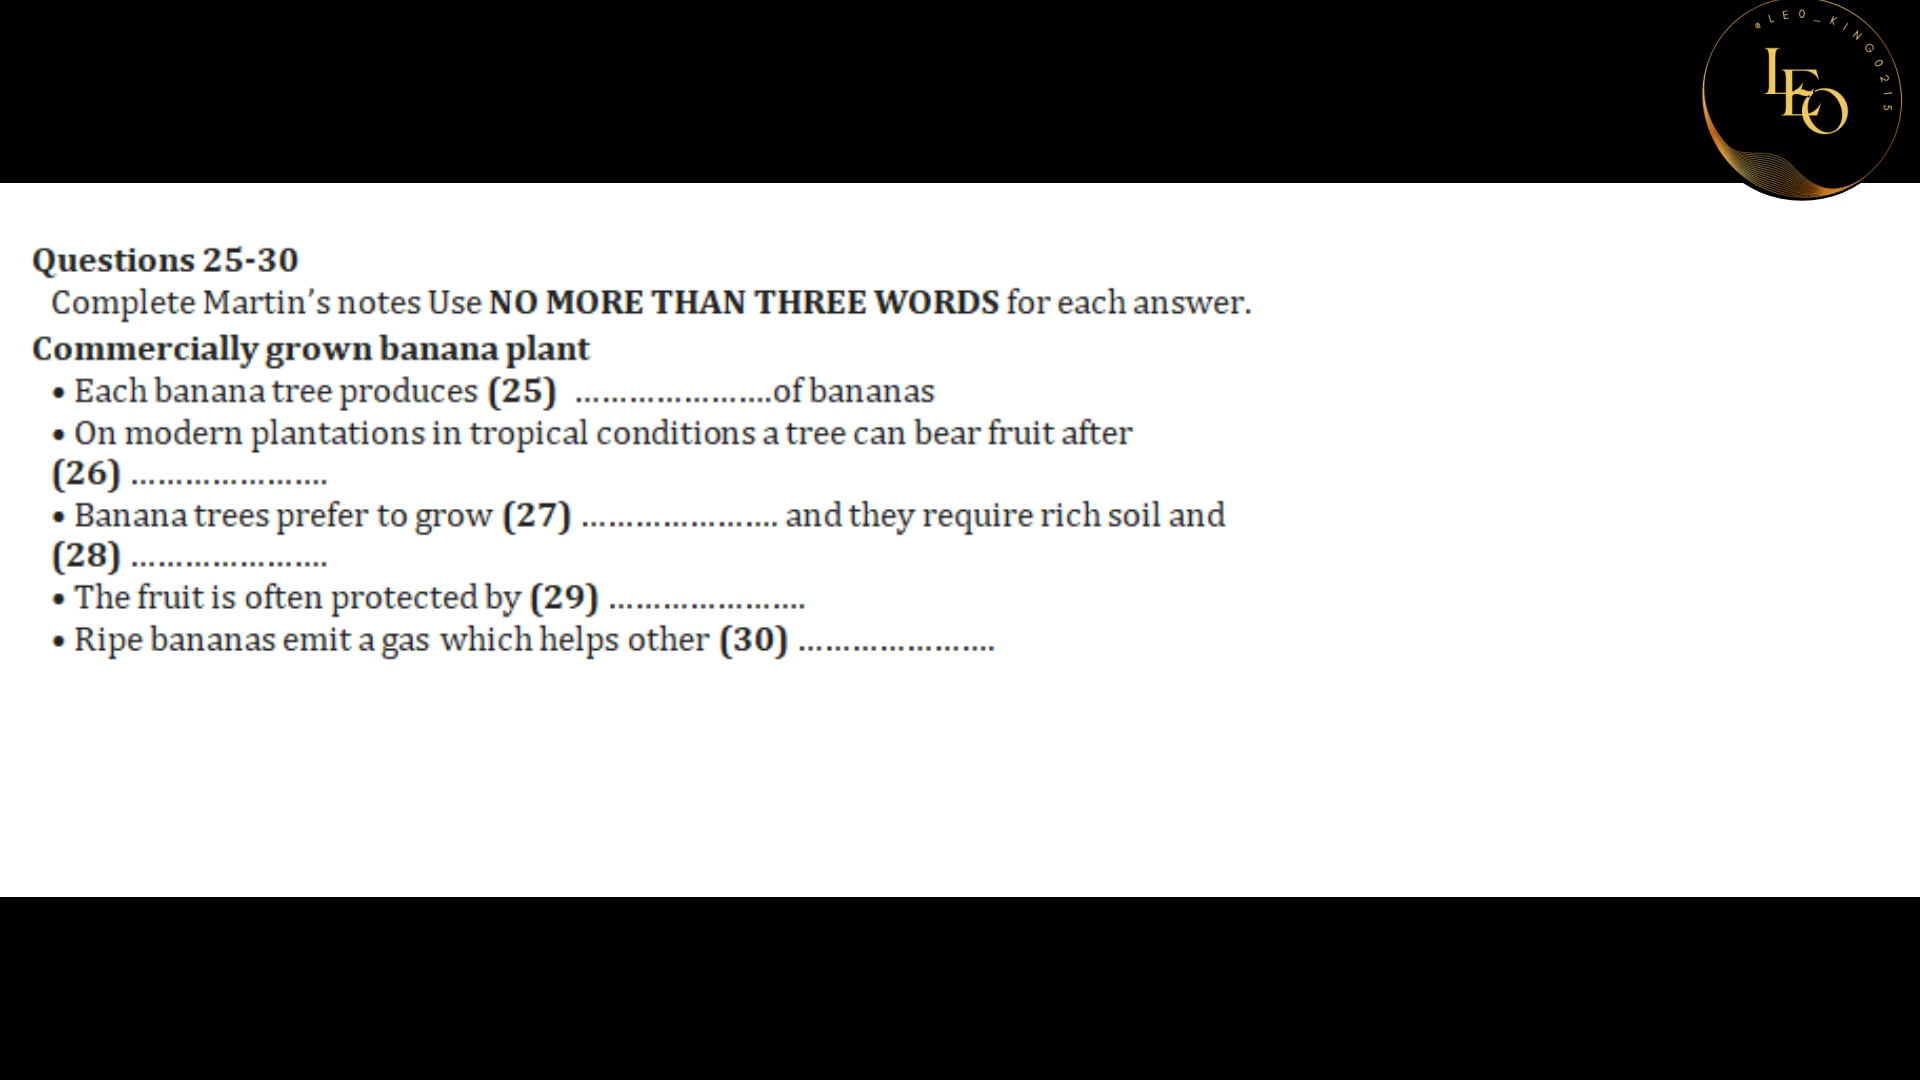 @LEO_KING0215
LEO
Questions 25-30
Complete Martin’s notes Use NO MORE THAN THREE WORDS for each answer.
Commercially grown banana plant
• Each banana tree produces (25) ………………….of bananas
• On modern plantations in tropical conditions a tree can bear fruit after
(26) ………………….
• Banana trees prefer to grow (27) …………………. and they require rich soil and
(28) ………………….
• The fruit is often protected by (29) ………………….
• Ripe bananas emit a gas which helps other (30) ………………….